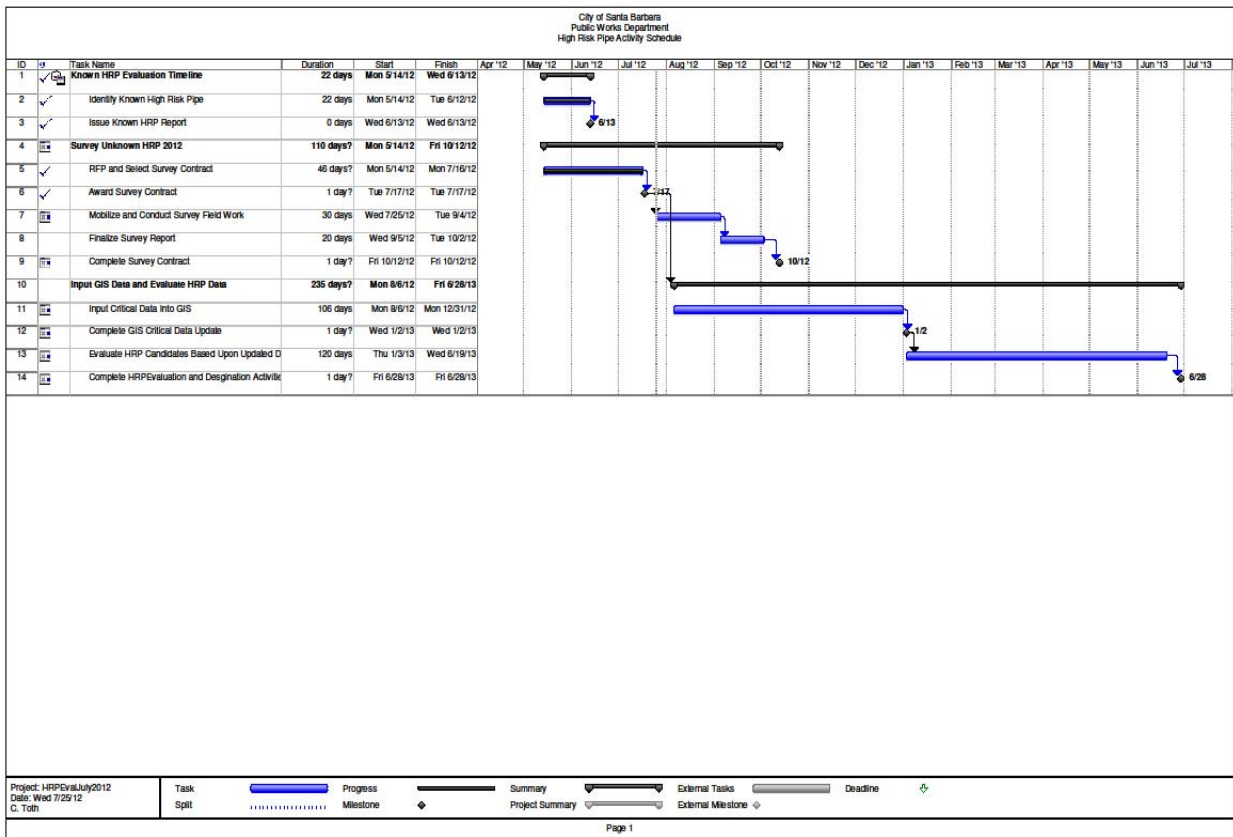 City of Santa Barbara
Public Works Department
High Risk Pipe Activity Schedule
ID Task Name Duration Start Finish Apr '12 May '12 Jun '12 Jul '12 Aug '12 Sep '12 Oct '12 Nov '12 Dec '12 Jan '13 Feb '13 Mar '13 Apr '13 May '13 Jun '13 Jul '13
1 Known HRP Evaluation Timeline 22 days Mon 5/14/12 Wed 6/13/12
2 Identify Known High Risk Pipe 22 days Mon 5/14/12 Tue 6/12/12
3 Issue Known HRP Report 0 days Wed 6/13/12 Wed 6/13/12 6/13
4 Survey Unknown HRP 2012 110 days? Mon 5/14/12 Fri 10/12/12
5 RFP and Select Survey Contract 46 days? Mon 5/14/12 Mon 7/16/12
6 Award Survey Contract 1 day? Tue 7/17/12 Tue 7/17/12 7/17
7 Mobilize and Conduct Survey Field Work 30 days Wed 7/25/12 Tue 9/4/12
8 Finalize Survey Report 20 days Wed 9/5/12 Tue 10/2/12
9 Complete Survey Contract 1 day? Fri 10/12/12 Fri 10/12/12 10/12
10 Input GIS Data and Evaluate HRP Data 235 days? Mon 8/6/12 Fri 6/28/13
11 Input Critical Data Into GIS 106 days Mon 8/6/12 Mon 12/31/12
12 Complete GIS Critical Data Update 1 day? Wed 1/2/13 Wed 1/2/13 1/2
13 Evaluate HRP Candidates Based Upon Updated D 120 days Thu 1/3/13 Wed 6/19/13
14 Complete HRPEvaluation and Desgination Activitie 1 day? Fri 6/28/13 Fri 6/28/13 6/28
Project: HRPEvalJuly2012
Date: Wed 7/25/12
C. Toth
Task Progress Summary External Tasks Deadline
Split Milestone Project Summary External Milestone
Page 1